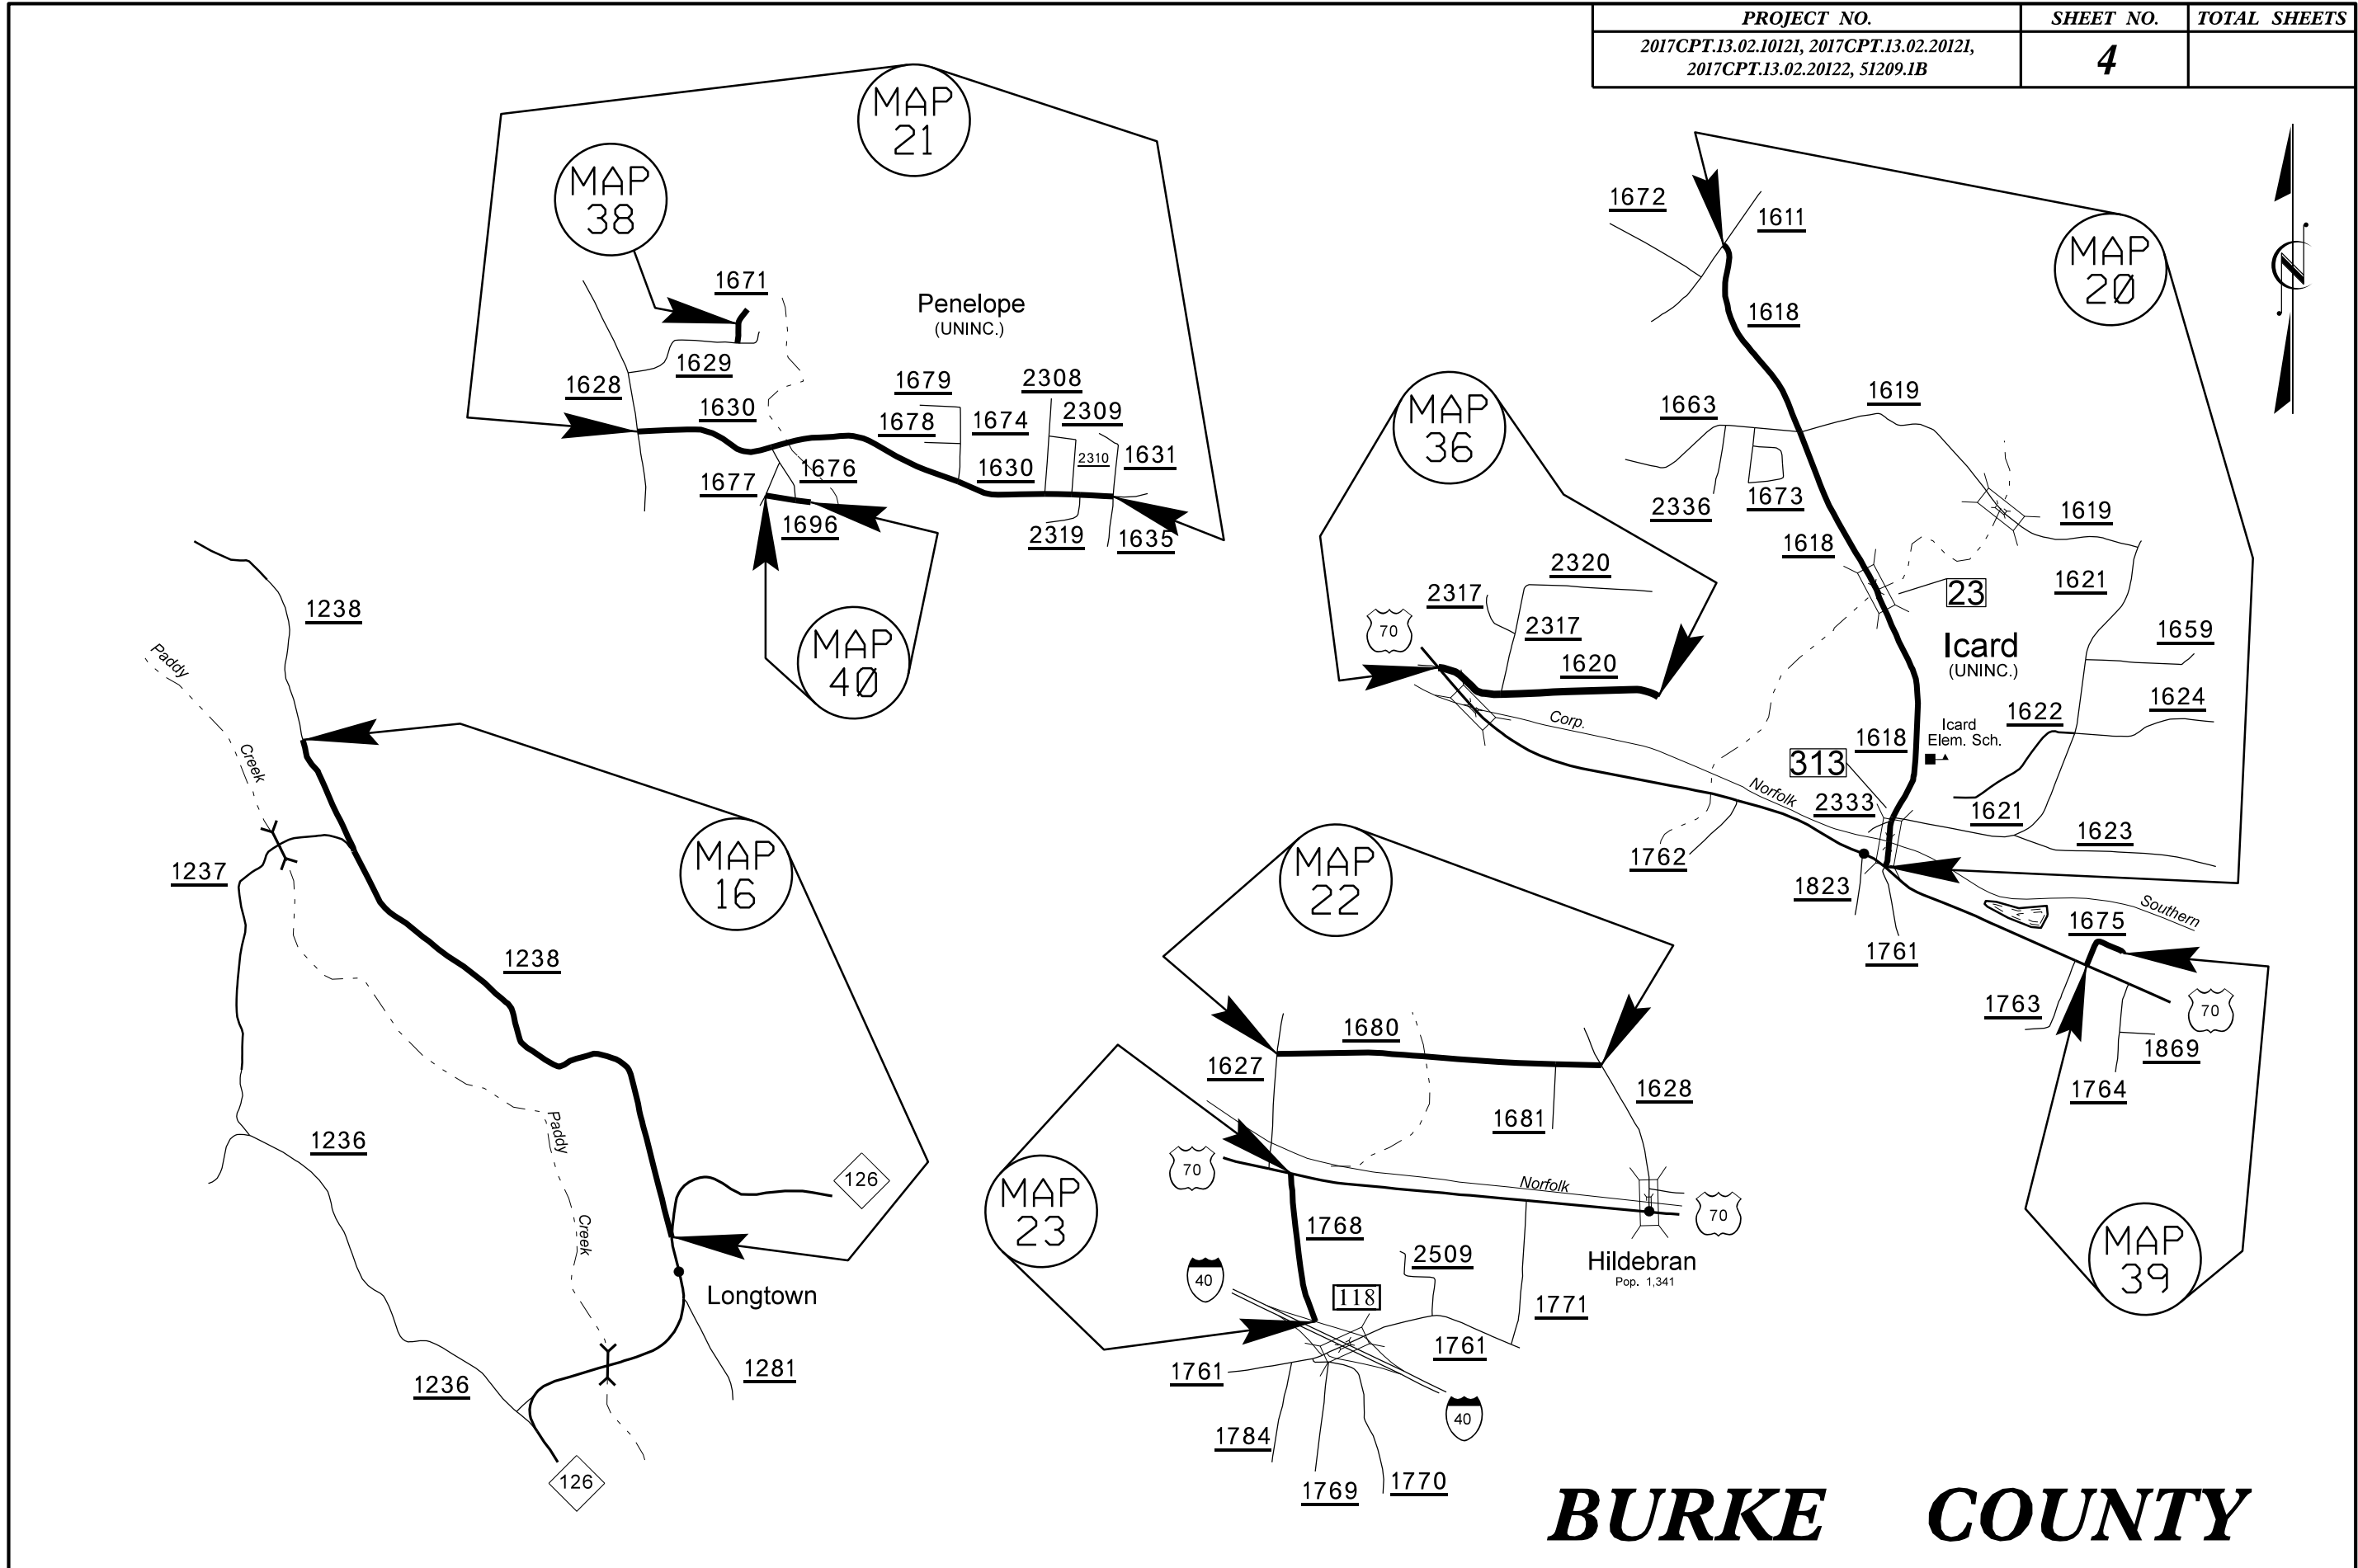 PROJECT NO. SHEET NO. TOTAL SHEETS
2017CPT.13.02.10121, 2017CPT.13.02.20121,
2017CPT.13.02.20122, 51209.1B
4
MAP
21
MAP
38
1671
Penelope
(UNINC.)
1629
1628
1630
1679
2308
1678
1674
2309
2310
1631
1630
1676
1677
1696
2319
1635
MAP
40
MAP
20
1672
1611
1618
1619
1663
2336
1673
1619
1618
23
1621
Icard
(UNINC.)
1659
1624
1622
Icard
Elem. Sch.
1618
313
2333
1621
1623
1762
1823
1761
MAP
36
2320
2317
2317
70
1620
Corp.
Norfolk
Southern
1675
1763
70
1869
1764
MAP
39
1238
Paddy
Creek
1237
MAP
16
1238
1236
Paddy
Creek
126
Longtown
1281
1236
126
MAP
22
1680
1627
1681
1628
70
Norfolk
70
MAP
23
1768
Hildebran
Pop. 1,341
2509
40
118
1771
1761
1761
40
1784
1769
1770
BURKE COUNTY